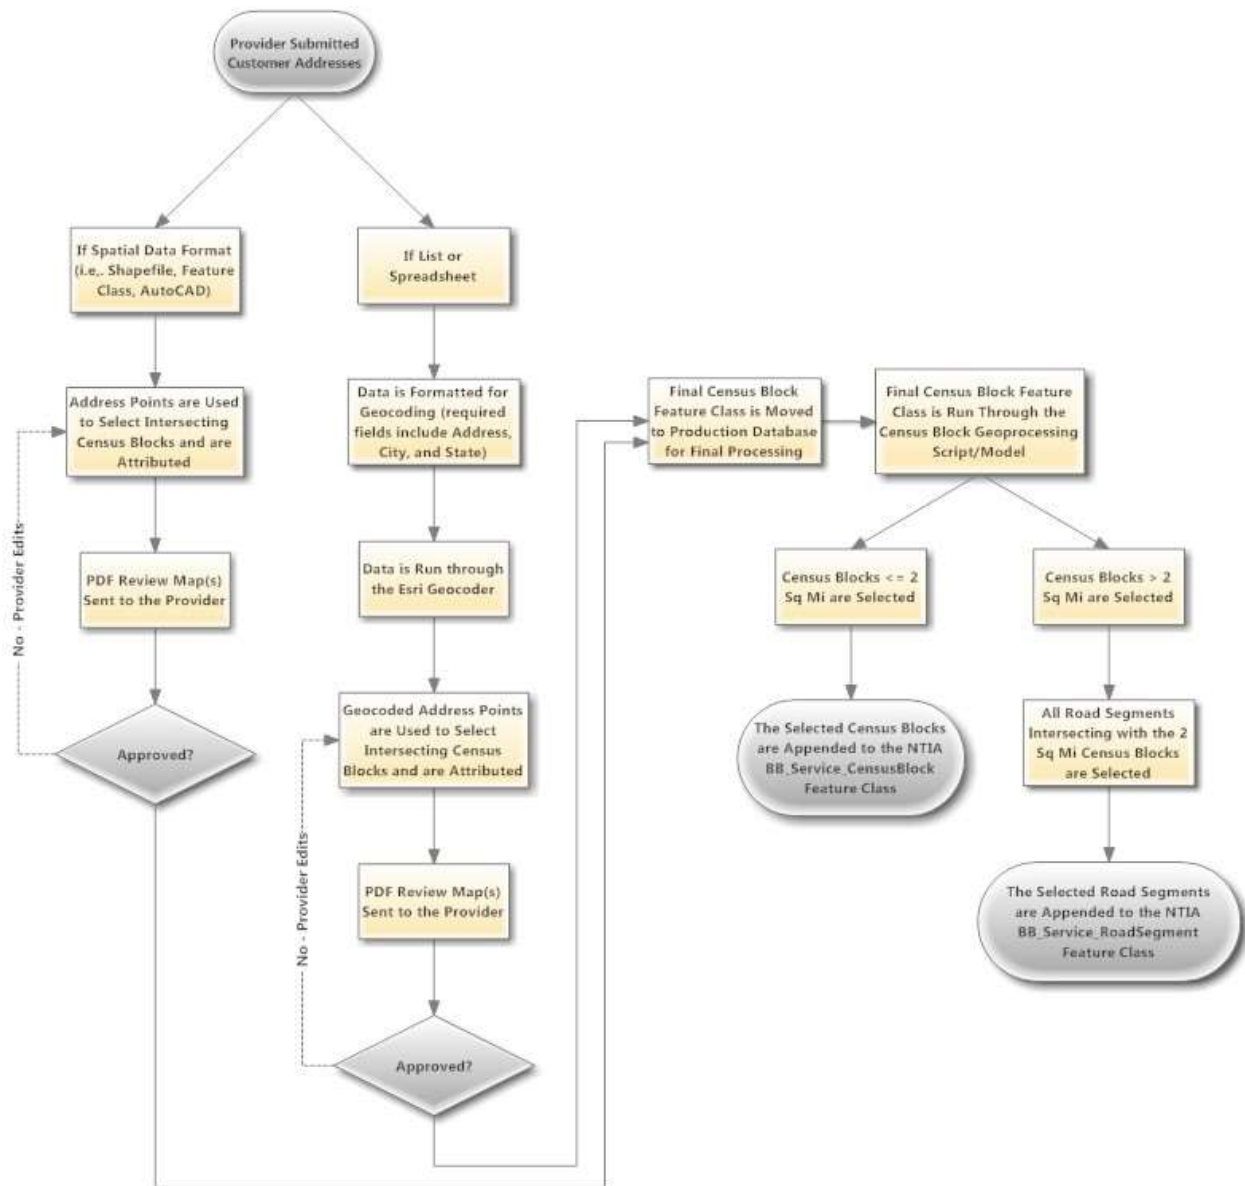 Provider Submitted
Customer Addresses
If Spatial Data Format
(i.e,. Shapefile, Feature
Class, AutoCAD)
If List or
Spreadsheet
Address Points are Used
to Select Intersecting
Census Blocks and are
Attributed
Data is Formatted for
Geocoding (required
fields include Address,
City, and State)
Final Census Block
Feature Class is Moved
to Production Database
for Final Processing
Final Census Block Feature
Class is Run Through the
Census Block Geoprocessing
Script/Model
No - Provider Edits
PDF Review Map(s)
Sent to the Provider
Data is Run through
the Esri Geocoder
Census Blocks <= 2
Sq Mi are Selected
Census Blocks > 2
Sq Mi are Selected
Approved?
Geocoded Address Points
are Used to Select
Intersecting Census
Blocks and are Attributed
The Selected Census Blocks
are Appended to the NTIA
BB_Service_CensusBlock
Feature Class
All Road Segments
Intersecting with the 2
Sq Mi Census Blocks
are Selected
No - Provider Edits
PDF Review Map(s)
Sent to the Provider
The Selected Road Segments
are Appended to the NTIA
BB_Service_RoadSegment
Feature Class
Approved?